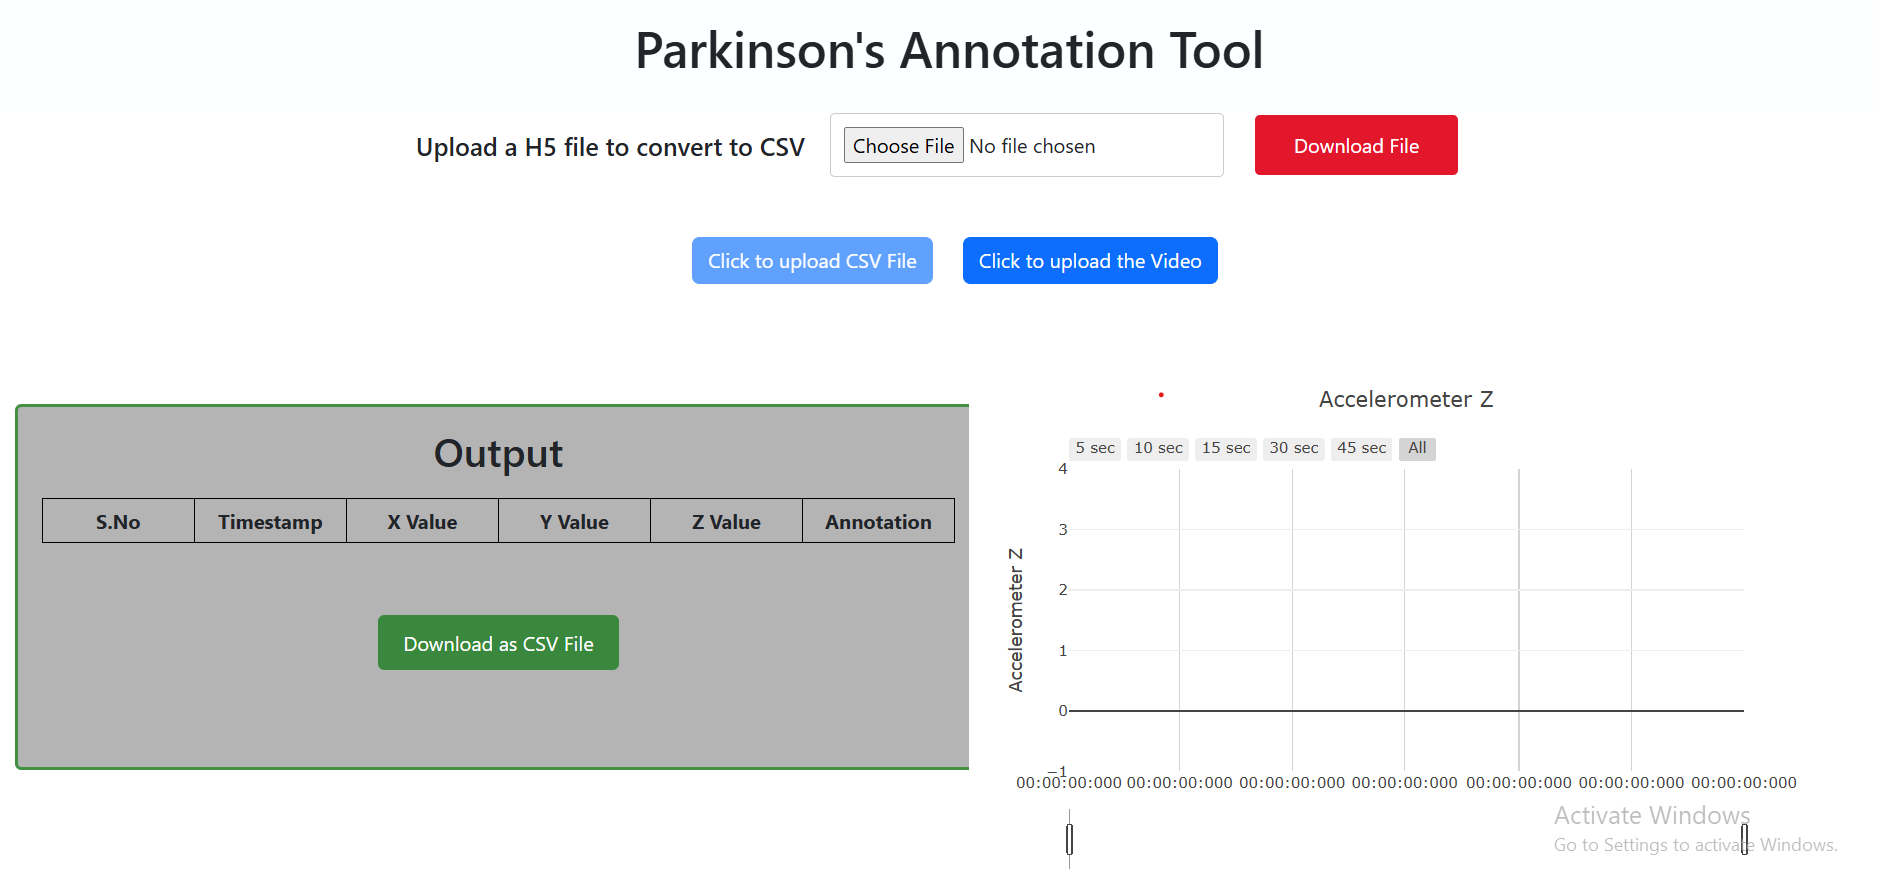 Parkinson's Annotation Tool
Upload a H5 file to convert to CSV
Choose File No file chosen
Download File
Click to upload CSV File
Click to upload the Video
Output
S.No Timestamp X Value Y Value Z Value Annotation
Download as CSV File
Accelerometer Z
5 sec 10 sec 15 sec 30 sec 45 sec All
Accelerometer Z
4
3
2
1
0
−1
00:00:00:000 00:00:00:000 00:00:00:000 00:00:00:000 00:00:00:000 00:00:00:000 00:00:00:000
Activate Windows
Go to Settings to activate Windows.